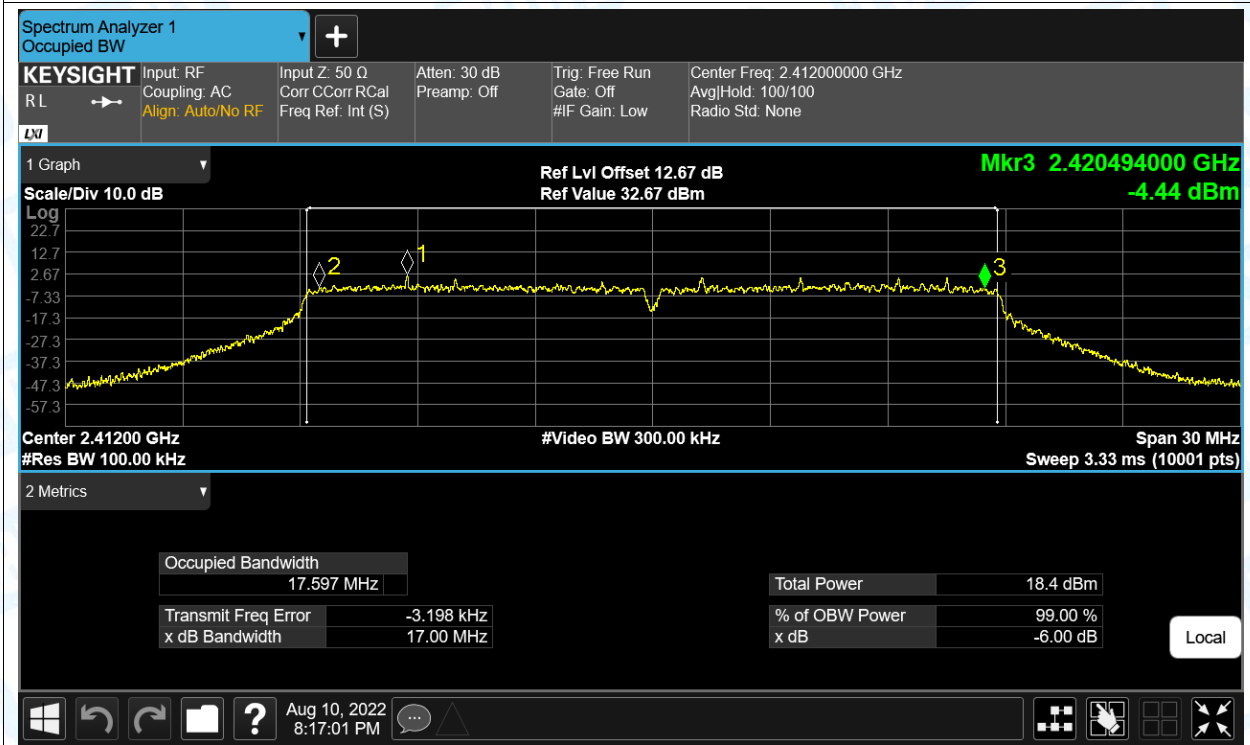 Spectrum Analyzer 1
Occupied BW
KEYSIGHT
R L
LXI
Input: RF
Coupling: AC
Align: Auto/No RF
Input Z: 50 Ω
Corr CCorr RCal
Freq Ref: Int (S)
Atten: 30 dB
Preamp: Off
Trig: Free Run
Gate: Off
#IF Gain: Low
Center Freq: 2.412000000 GHz
Avg|Hold: 100/100
Radio Std: None
1 Graph
Scale/Div 10.0 dB
Ref Lvl Offset 12.67 dB
Ref Value 32.67 dBm
Mkr3 2.420494000 GHz
-4.44 dBm
Log
22.7
12.7
2.67
-7.33
-17.3
-27.3
-37.3
-47.3
-57.3
2
1
3
Center 2.41200 GHz
#Video BW 300.00 kHz
Span 30 MHz
#Res BW 100.00 kHz
Sweep 3.33 ms (10001 pts)
2 Metrics
Occupied Bandwidth
17.597 MHz
Transmit Freq Error -3.198 kHz
x dB Bandwidth 17.00 MHz
Total Power 18.4 dBm
% of OBW Power 99.00 %
x dB -6.00 dB
Local
?
Aug 10, 2022
8:17:01 PM